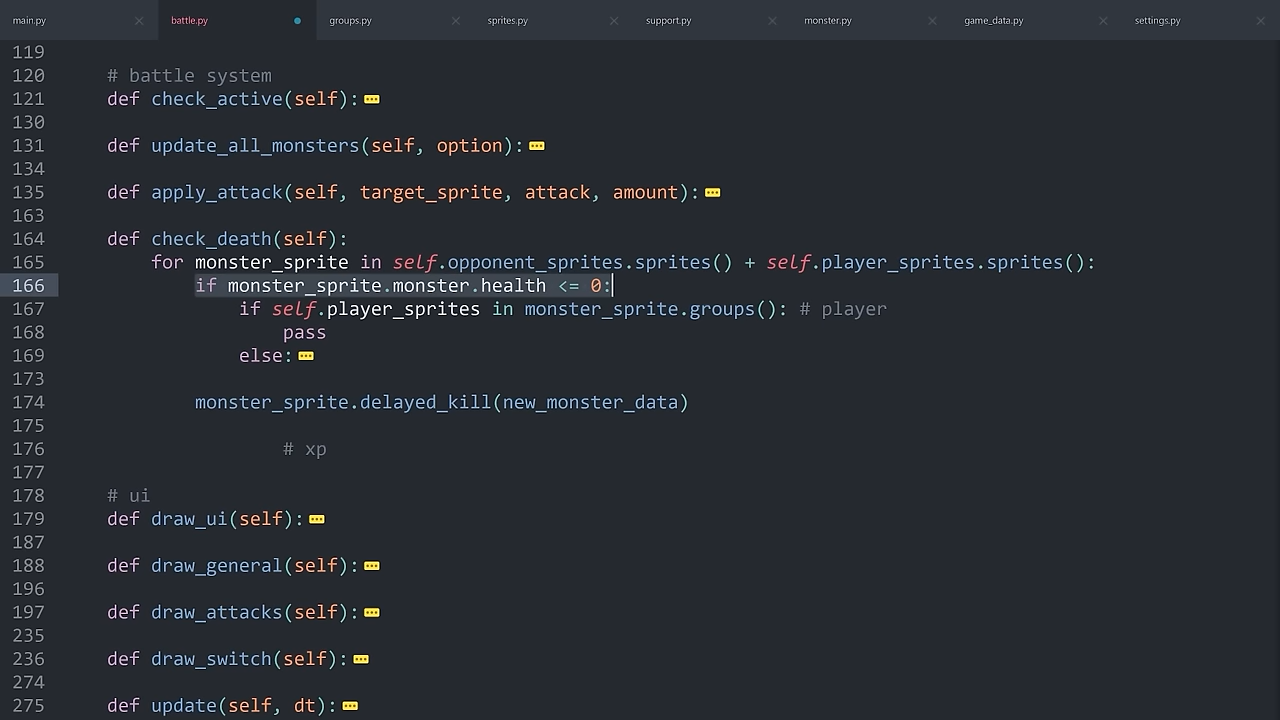 main.py × battle.py groups.py × sprites.py × support.py × monster.py × game_data.py × settings.py ×
119
120 # battle system
121 def check_active(self):
130
131 def update_all_monsters(self, option):
134
135 def apply_attack(self, target_sprite, attack, amount):
163
164 def check_death(self):
165 for monster_sprite in self.opponent_sprites.sprites() + self.player_sprites.sprites():
166 if monster_sprite.monster.health <= 0:
167 if self.player_sprites in monster_sprite.groups(): # player
168 pass
169 else:
173
174 monster_sprite.delayed_kill(new_monster_data)
175
176 # xp
177
178 # ui
179 def draw_ui(self):
187
188 def draw_general(self):
196
197 def draw_attacks(self):
235
236 def draw_switch(self):
274
275 def update(self, dt):